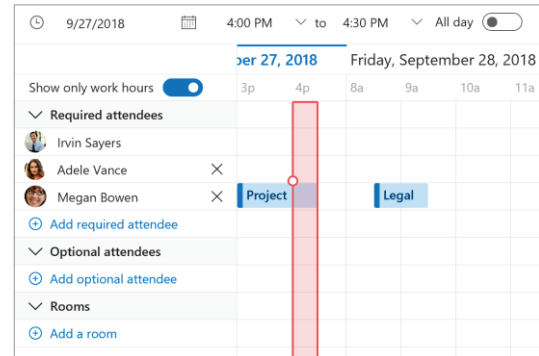 9/27/2018 4:00 PM to 4:30 PM All day
ber 27, 2018 Friday, September 28, 2018
Show only work hours 3p 4p 8a 9a 10a 11a
Required attendees
Irvin Sayers
Adele Vance
Megan Bowen Project Legal
Add required attendee
Optional attendees
Add optional attendee
Rooms
Add a room